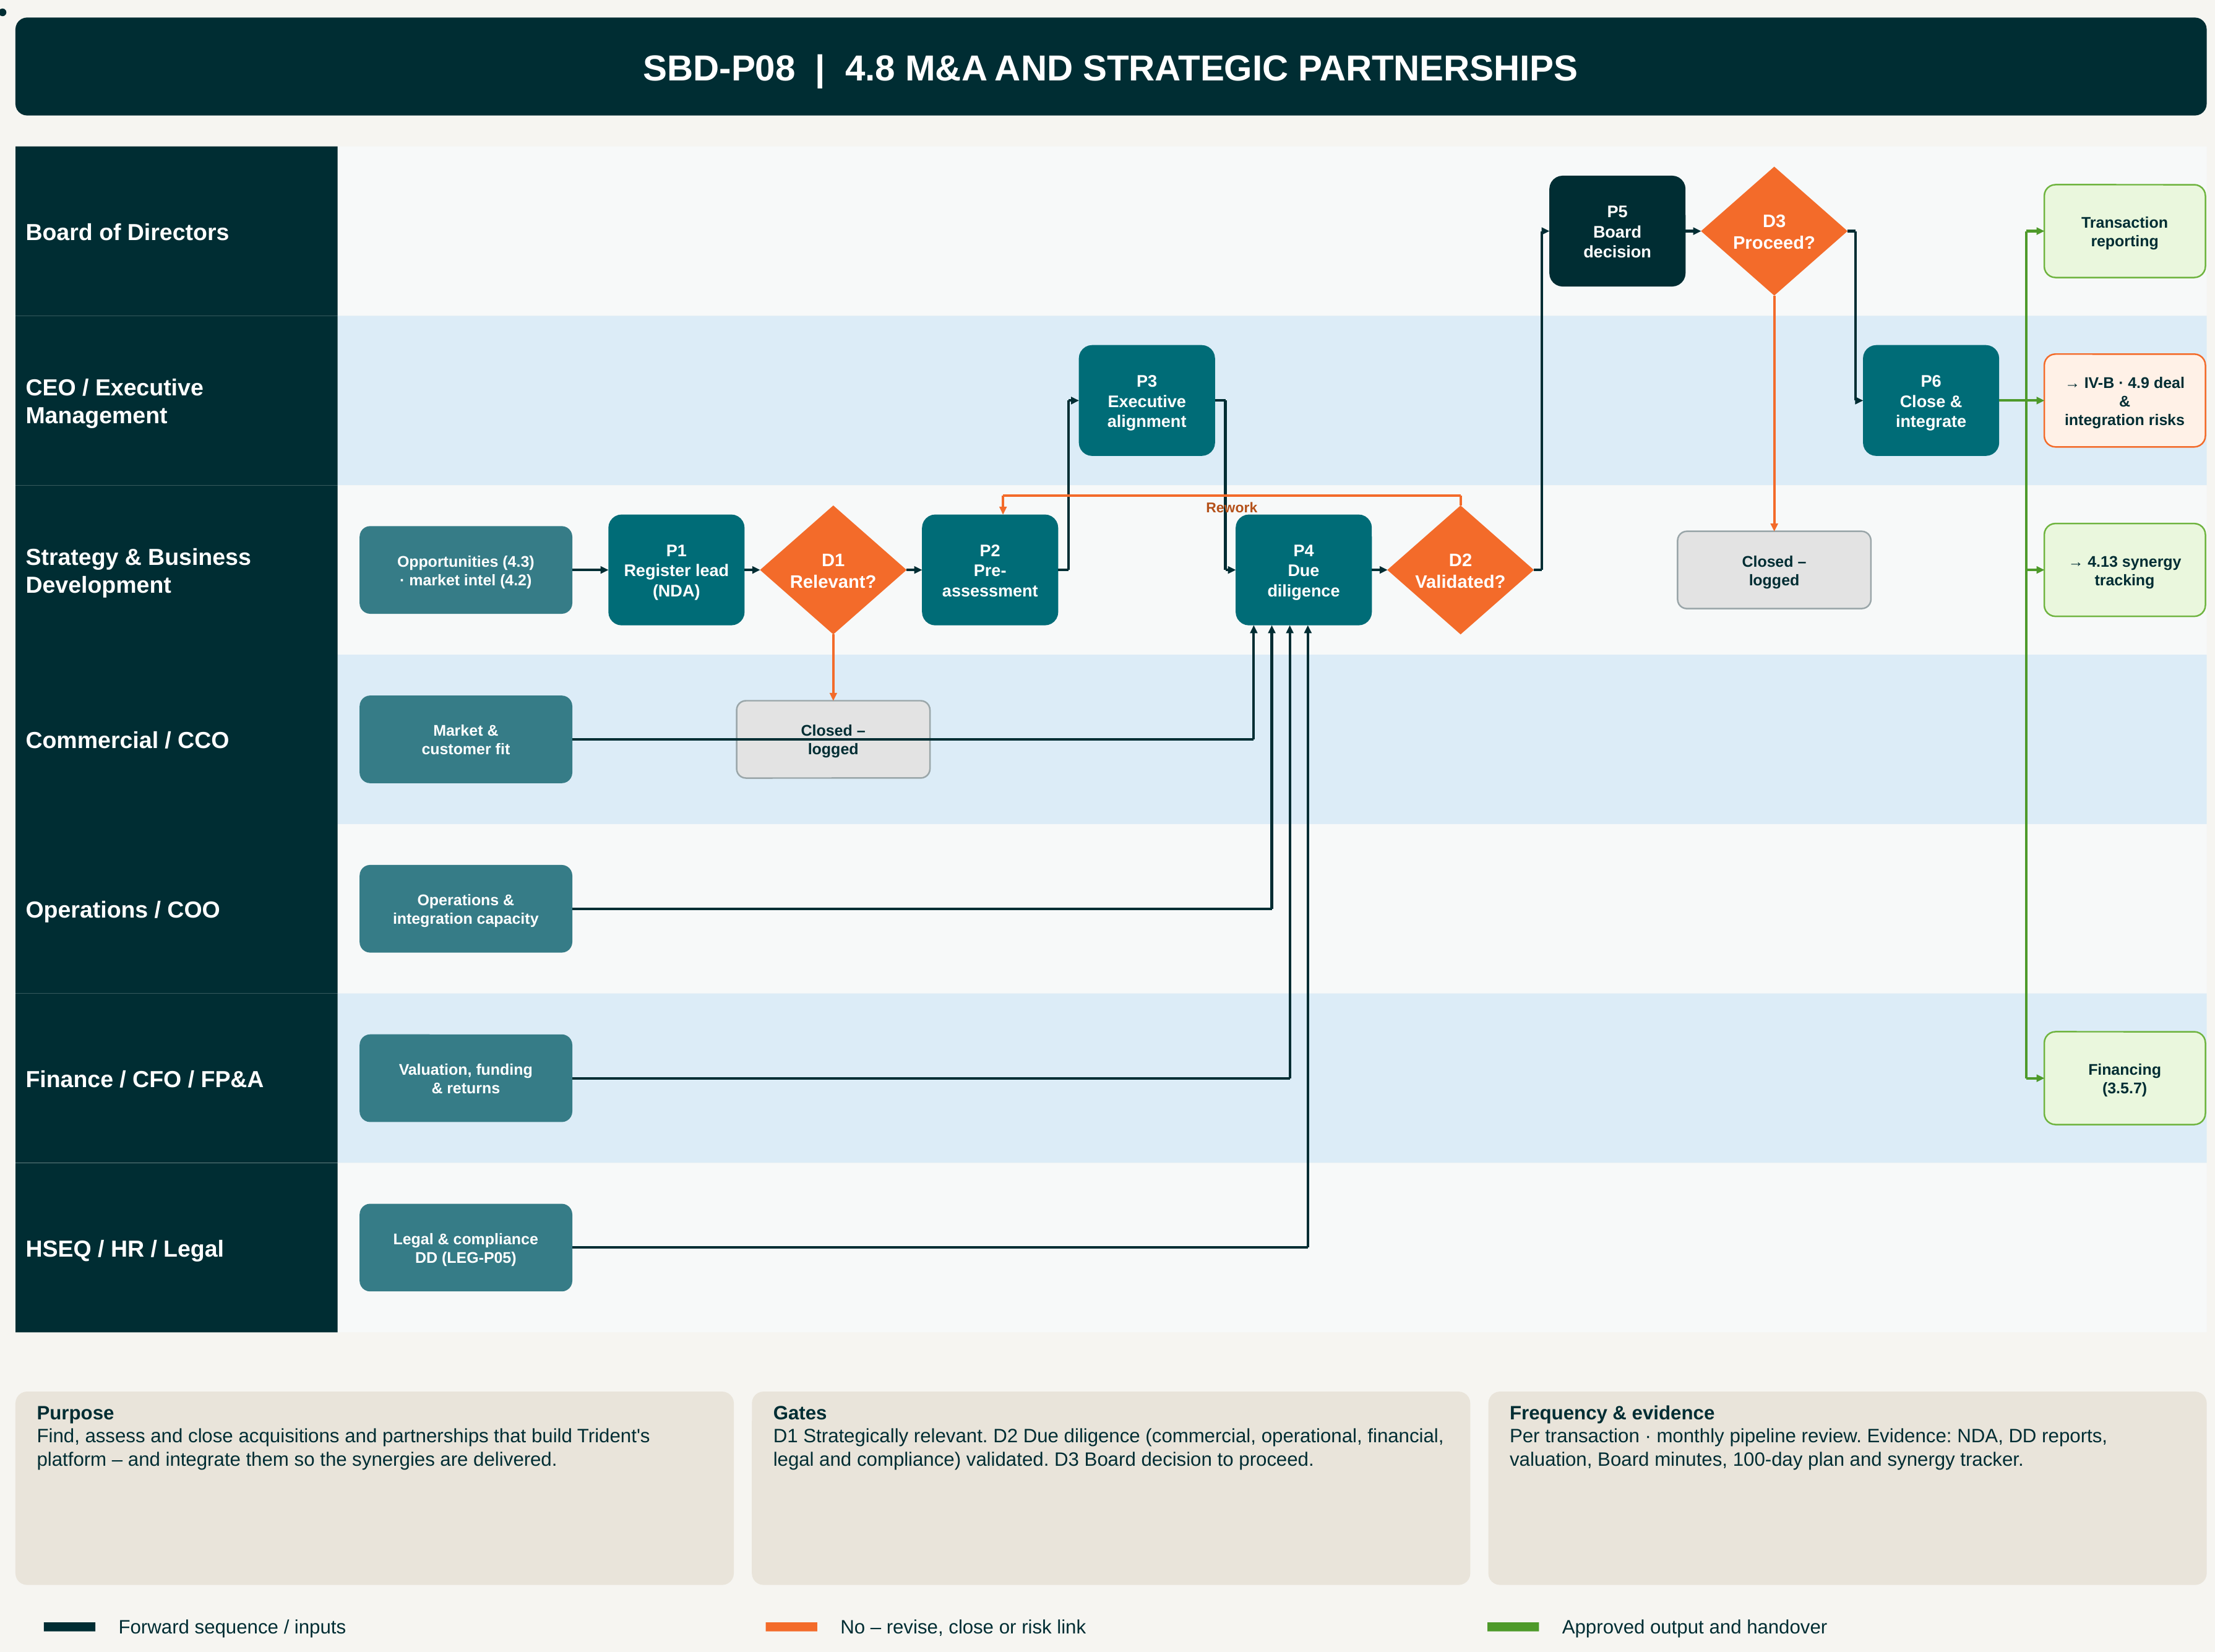 SBD-P08 | 4.8 M&A AND STRATEGIC PARTNERSHIPS
Board of Directors
P5
Board
decision
D3
Proceed?
Transaction
reporting
CEO / Executive
Management
P3
Executive
alignment
P6
Close &
integrate
→ IV-B · 4.9 deal
&
integration risks
Rework
Strategy & Business
Development
Opportunities (4.3)
· market intel (4.2)
P1
Register lead
(NDA)
D1
Relevant?
P2
Pre-
assessment
P4
Due
diligence
D2
Validated?
Closed –
logged
→ 4.13 synergy
tracking
Commercial / CCO
Market &
customer fit
Closed –
logged
Operations / COO
Operations &
integration capacity
Finance / CFO / FP&A
Valuation, funding
& returns
Financing
(3.5.7)
HSEQ / HR / Legal
Legal & compliance
DD (LEG-P05)
Purpose
Find, assess and close acquisitions and partnerships that build Trident's
platform – and integrate them so the synergies are delivered.
Gates
D1 Strategically relevant. D2 Due diligence (commercial, operational, financial,
legal and compliance) validated. D3 Board decision to proceed.
Frequency & evidence
Per transaction · monthly pipeline review. Evidence: NDA, DD reports,
valuation, Board minutes, 100-day plan and synergy tracker.
Forward sequence / inputs
No – revise, close or risk link
Approved output and handover